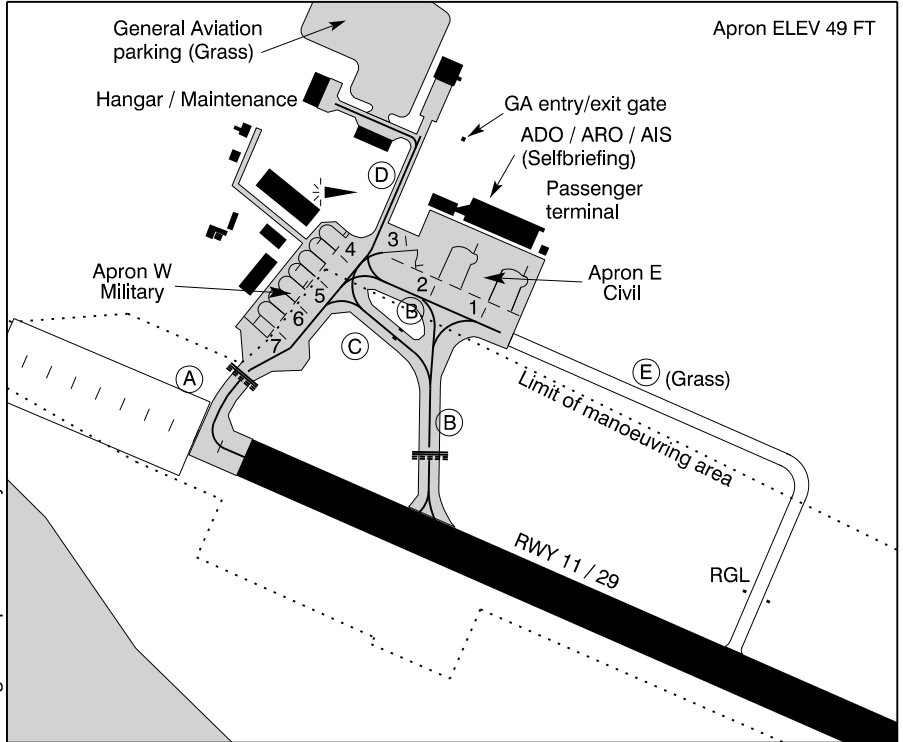 General Aviation
parking (Grass)
Apron ELEV 49 FT
Hangar / Maintenance
GA entry/exit gate
ADO / ARO / AIS
(Selfbriefing)
Passenger
terminal
D
3
4
Apron W
Military
Apron E
Civil
2
5
1
B
6
7
C
A
E (Grass)
Limit of manoeuvring area
B
RWY 11 / 29
RGL